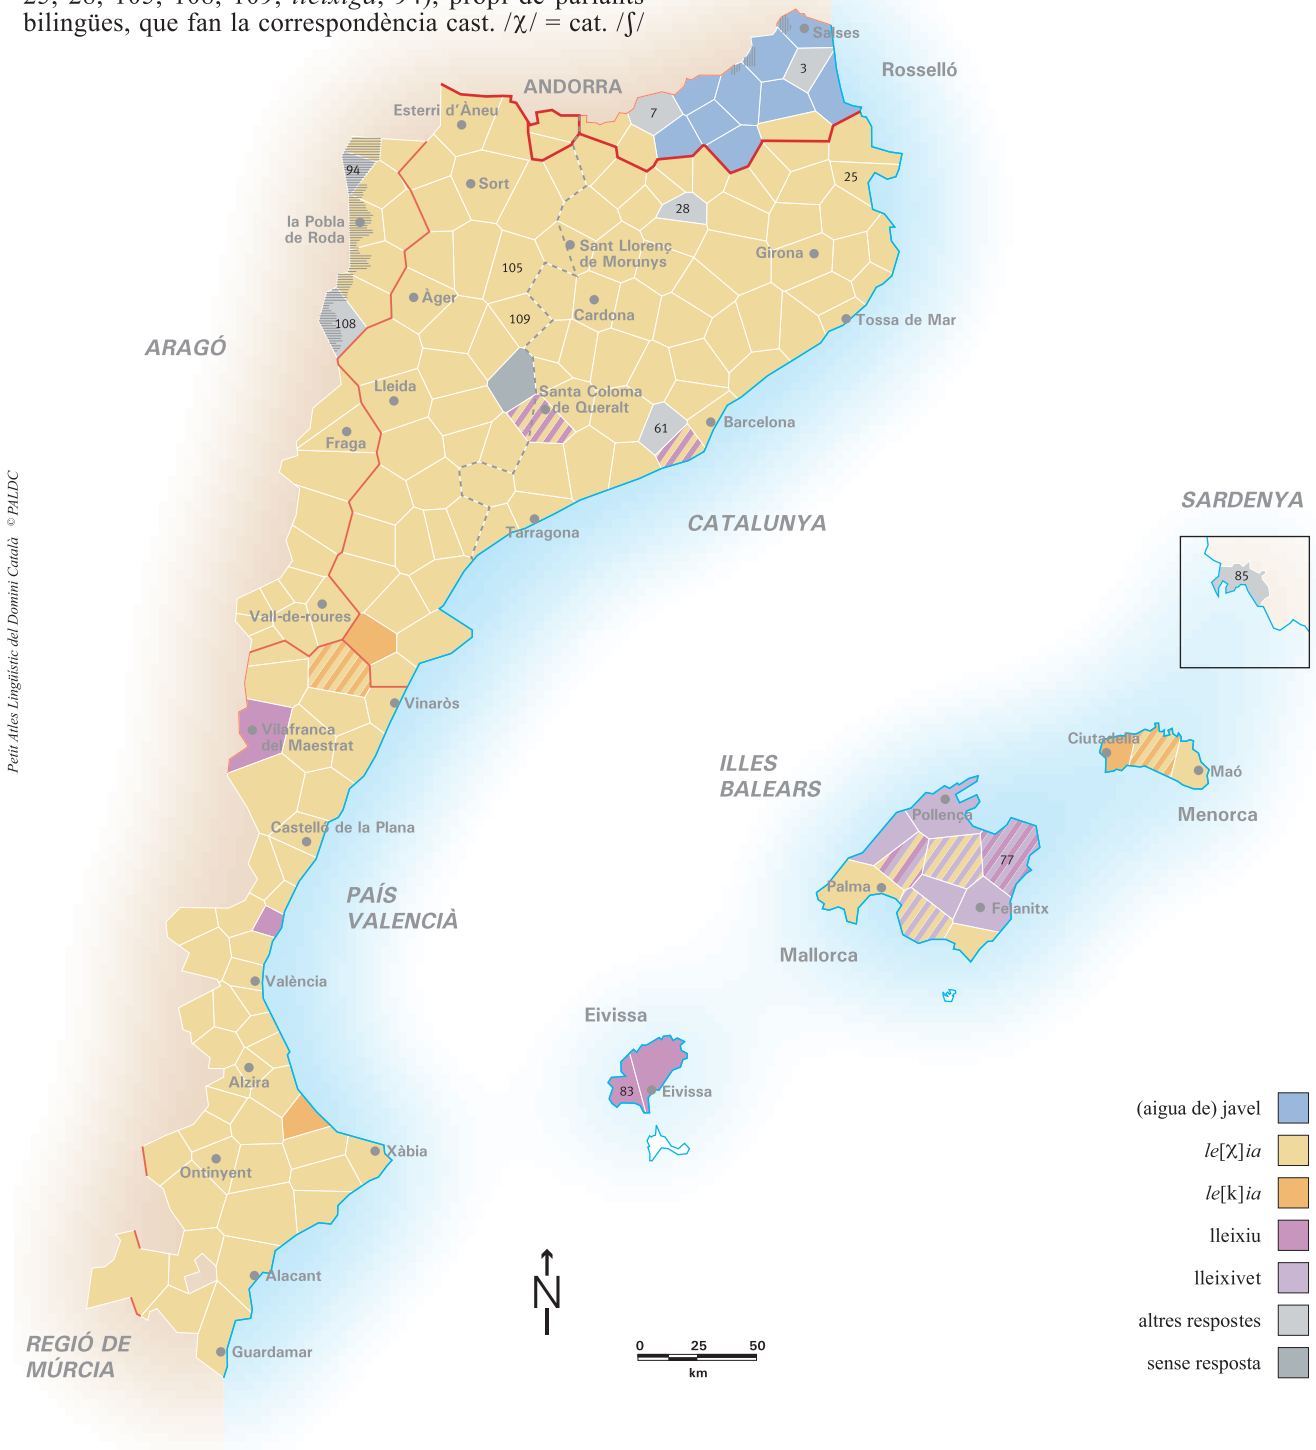 bilingües, que fan la correspondència cast. /χ/ = cat. /ʃ/
Salses
3
Rosselló
ANDORRA
7
Esterri d'Àneu
94
Sort
25
28
la Pobla
de Roda
Sant Llorenç
de Morunys
Girona
105
Àger
108
109
Cardona
Tossa de Mar
ARAGÓ
Lleida
Santa Coloma
de Queralt
61
Barcelona
Fraga
Petit Atles Lingüístic del Domini Català © PALDC
CATALUNYA
Tarragona
SARDENYA
85
Vall-de-roures
Vinaròs
Vilafranca
del Maestrat
ILLES
BALEARS
Ciutadella
Maó
Menorca
Pollença
Castelló de la Plana
77
Palma
Felanitx
PAÍS
VALENCIÀ
Mallorca
València
Eivissa
Alzira
83
Eivissa
Xàbia
Ontinyent
Alacant
N
REGIÓ DE
MÚRCIA
Guardamar
0 25 50
km
(aigua de) javel
le[χ]ia
le[k]ia
lleixiu
lleixivet
altres respostes
sense resposta